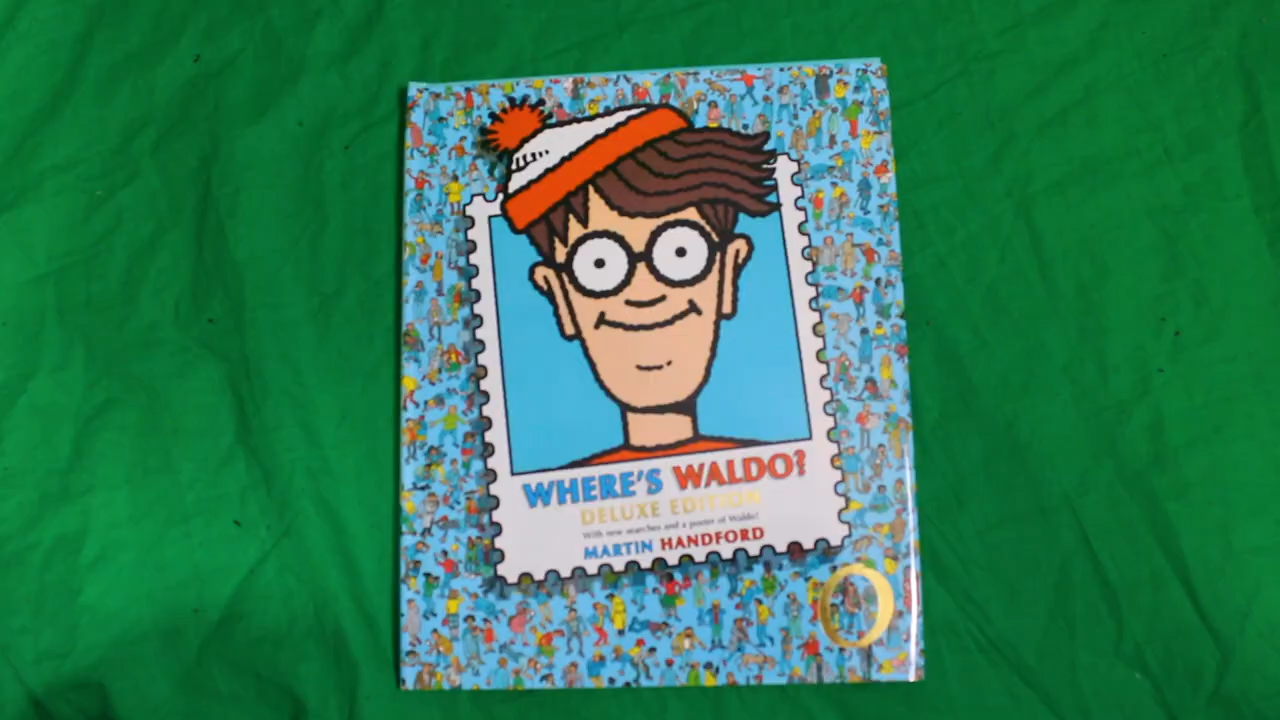 WHERE'S WALDO?
DELUXE EDITION
With new searches and a poster of Waldo!
MARTIN HANDFORD